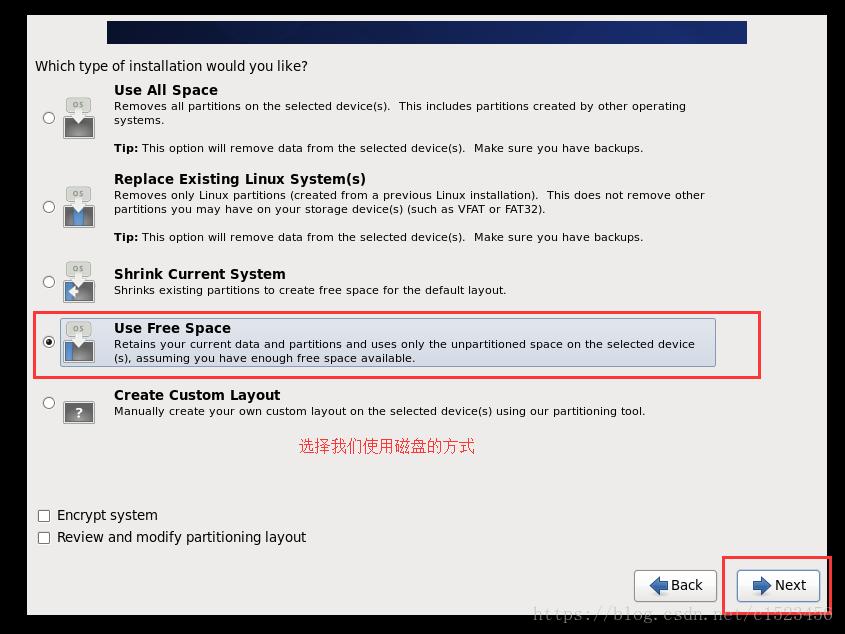 Which type of installation would you like?
OS
Use All Space
Removes all partitions on the selected device(s).  This includes partitions created by other operating
systems.
Tip: This option will remove data from the selected device(s).  Make sure you have backups.
OS
Replace Existing Linux System(s)
Removes only Linux partitions (created from a previous Linux installation).  This does not remove other
partitions you may have on your storage device(s) (such as VFAT or FAT32).
Tip: This option will remove data from the selected device(s).  Make sure you have backups.
OS
Shrink Current System
Shrinks existing partitions to create free space for the default layout.
OS
Use Free Space
Retains your current data and partitions and uses only the unpartitioned space on the selected device
(s), assuming you have enough free space available.
?
Create Custom Layout
Manually create your own custom layout on the selected device(s) using our partitioning tool.
选择我们使用磁盘的方式
Encrypt system
Review and modify partitioning layout
Back
Next